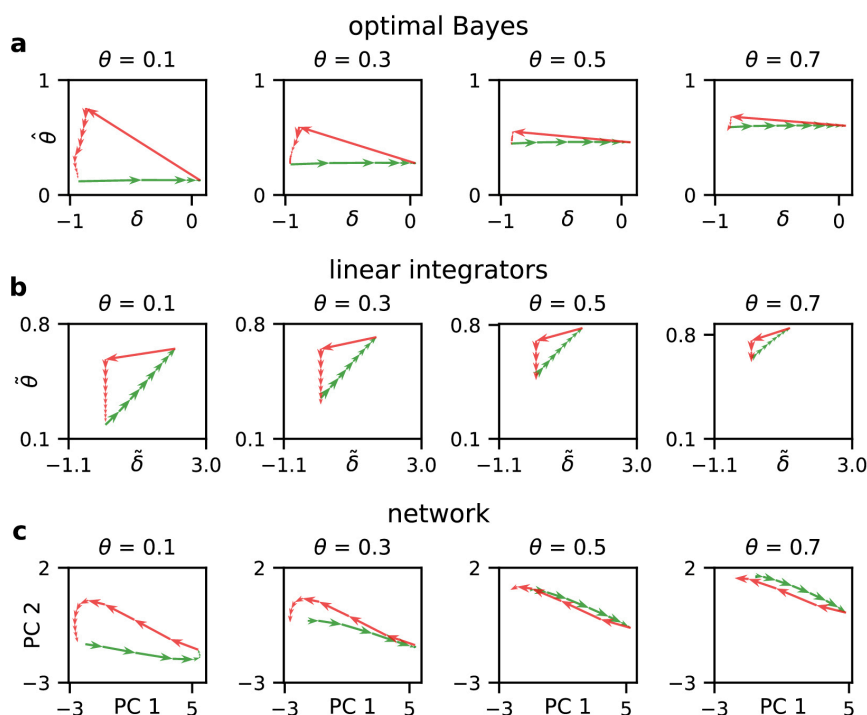 optimal Bayes
a
θ = 0.1 θ = 0.3 θ = 0.5 θ = 0.7
1 1 1 1
θ̂
0 0 0 0
−1 δ 0 −1 δ 0 −1 δ 0 −1 δ 0
linear integrators
b
θ = 0.1 θ = 0.3 θ = 0.5 θ = 0.7
0.8 0.8 0.8 0.8
θ̃
0.1 0.1 0.1 0.1
−1.1 δ̃ 3.0 −1.1 δ̃ 3.0 −1.1 δ̃ 3.0 −1.1 δ̃ 3.0
network
c
θ = 0.1 θ = 0.3 θ = 0.5 θ = 0.7
2 2 2 2
PC 2
−3 −3 −3 −3
−3 PC 1 5 −3 PC 1 5 −3 PC 1 5 −3 PC 1 5